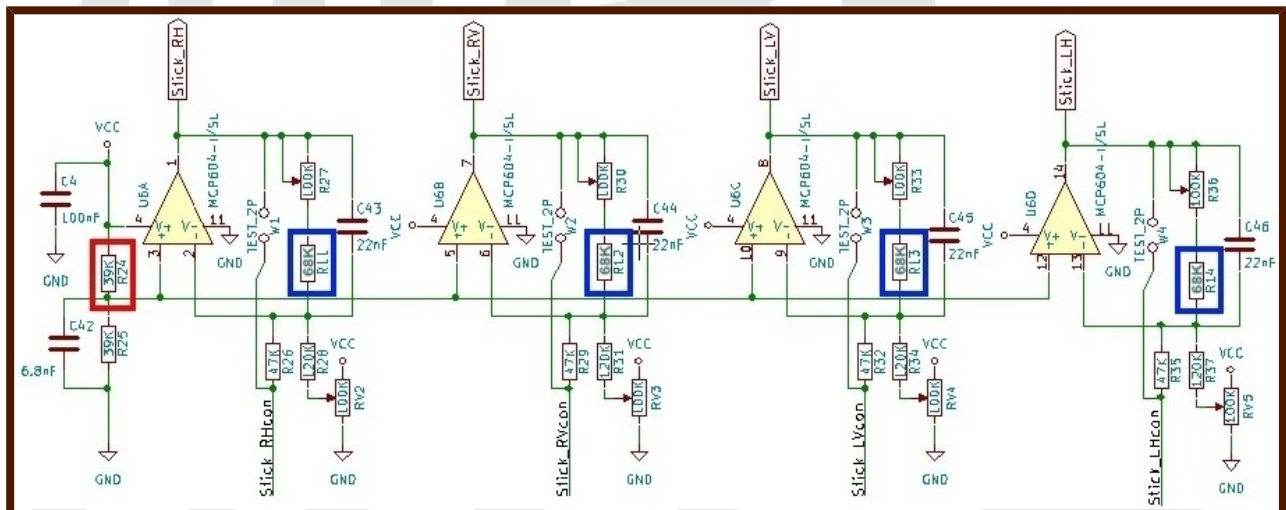 Stick_RH
VCC
C4
100nF
GND
4
V+
V-
11
GND
3
2
1
U6A
MCP604-I/SL
TEST_2P
W1
100K
R27
68K
R11
C43
22nF
39K
R24
39K
R25
C42
6.8nF
GND
47K
R26
120K
R28
VCC
100K
RV2
GND
Stick_RHcon
Stick_RV
VCC
4
V+
V-
11
GND
5
6
7
U6B
MCP604-I/SL
TEST_2P
W2
100K
R30
68K
R12
C44
22nF
47K
R29
120K
R31
VCC
100K
RV3
GND
Stick_RVcon
Stick_LV
VCC
4
V+
V-
11
GND
10
9
8
U6C
MCP604-I/SL
TEST_2P
W3
100K
R33
68K
R13
C45
22nF
47K
R32
120K
R34
VCC
100K
RV4
GND
Stick_LVcon
Stick_LH
VCC
4
V+
V-
11
GND
12
13
14
U6D
MCP604-I/SL
TEST_2P
W4
100K
R36
68K
R14
C46
22nF
47K
R35
120K
R37
VCC
100K
RV5
GND
Stick_LHcon